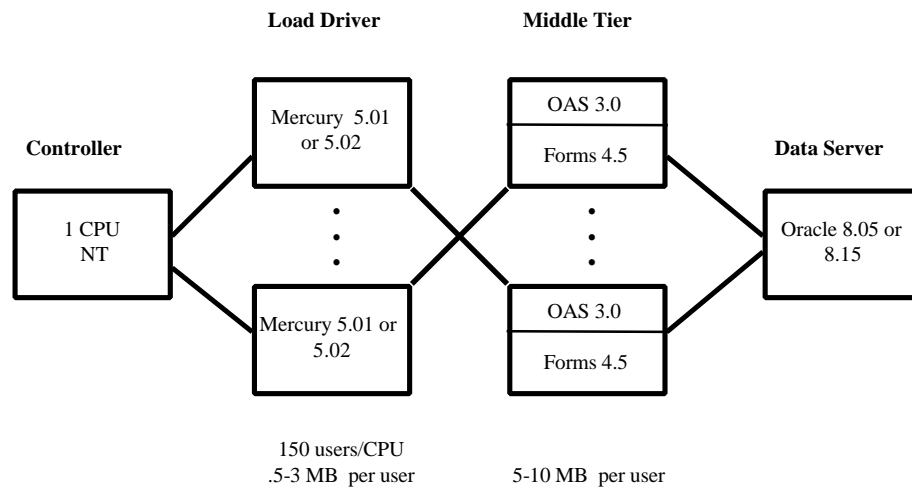 Load Driver
Middle Tier
Mercury 5.01
or 5.02
OAS 3.0
Forms 4.5
Controller
Data Server
1 CPU
NT
Oracle 8.05 or
8.15
Mercury 5.01 or
5.02
OAS 3.0
Forms 4.5
150 users/CPU
.5-3 MB per user
5-10 MB per user